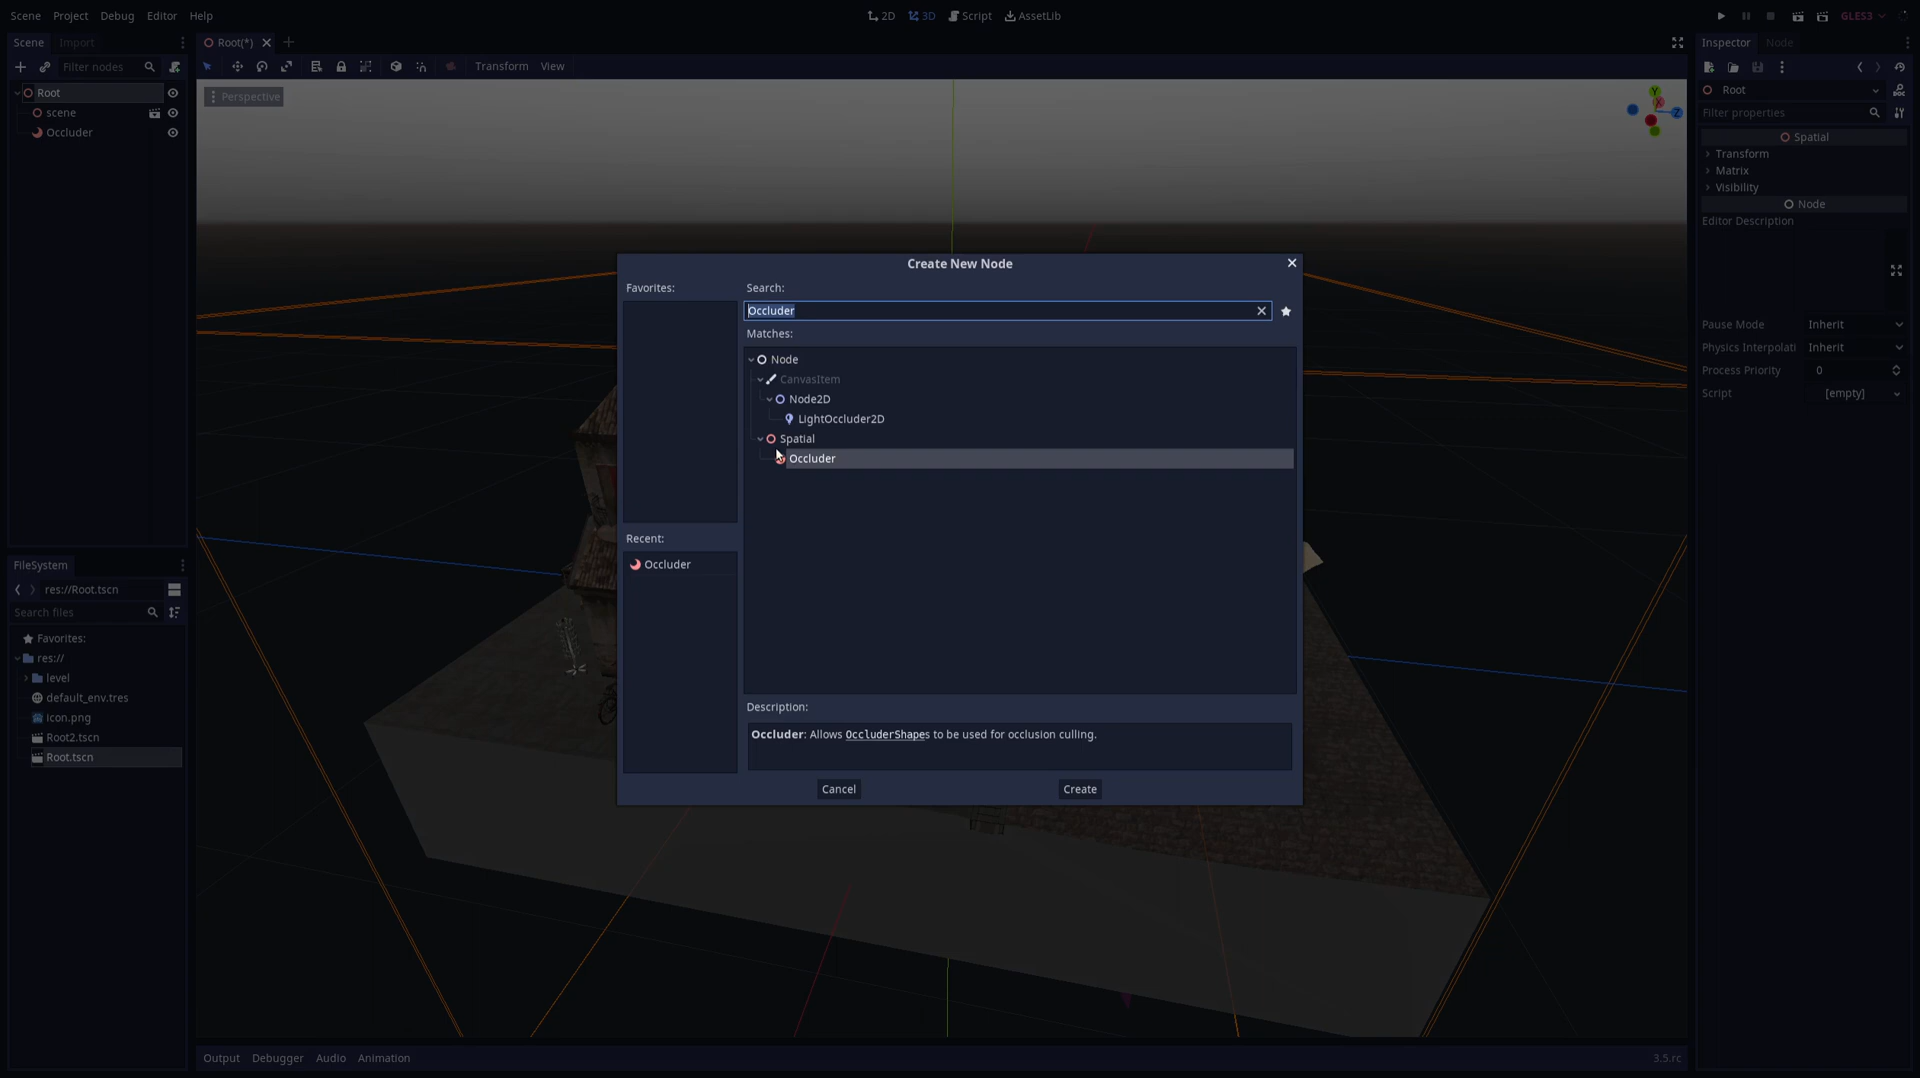 Scene Project Debug Editor Help
2D 3D Script AssetLib
GLES3
Scene Import
Root(*)
Inspector Node
Filter nodes
Transform View
Root
scene
Occluder
Perspective
Y
X
Z
Root
Filter properties
Spatial
Transform
Matrix
Visibility
Node
Editor Description
Pause Mode Inherit
Physics Interpolati Inherit
Process Priority 0
Script [empty]
Create New Node
Favorites:
Search:
Occluder
Matches:
Node
CanvasItem
Node2D
LightOccluder2D
Spatial
Occluder
Recent:
Occluder
Description:
Occluder: Allows OccluderShapes to be used for occlusion culling.
Cancel Create
FileSystem
res://Root.tscn
Search files
Favorites:
res://
level
default_env.tres
icon.png
Root2.tscn
Root.tscn
Output Debugger Audio Animation
3.5.rc